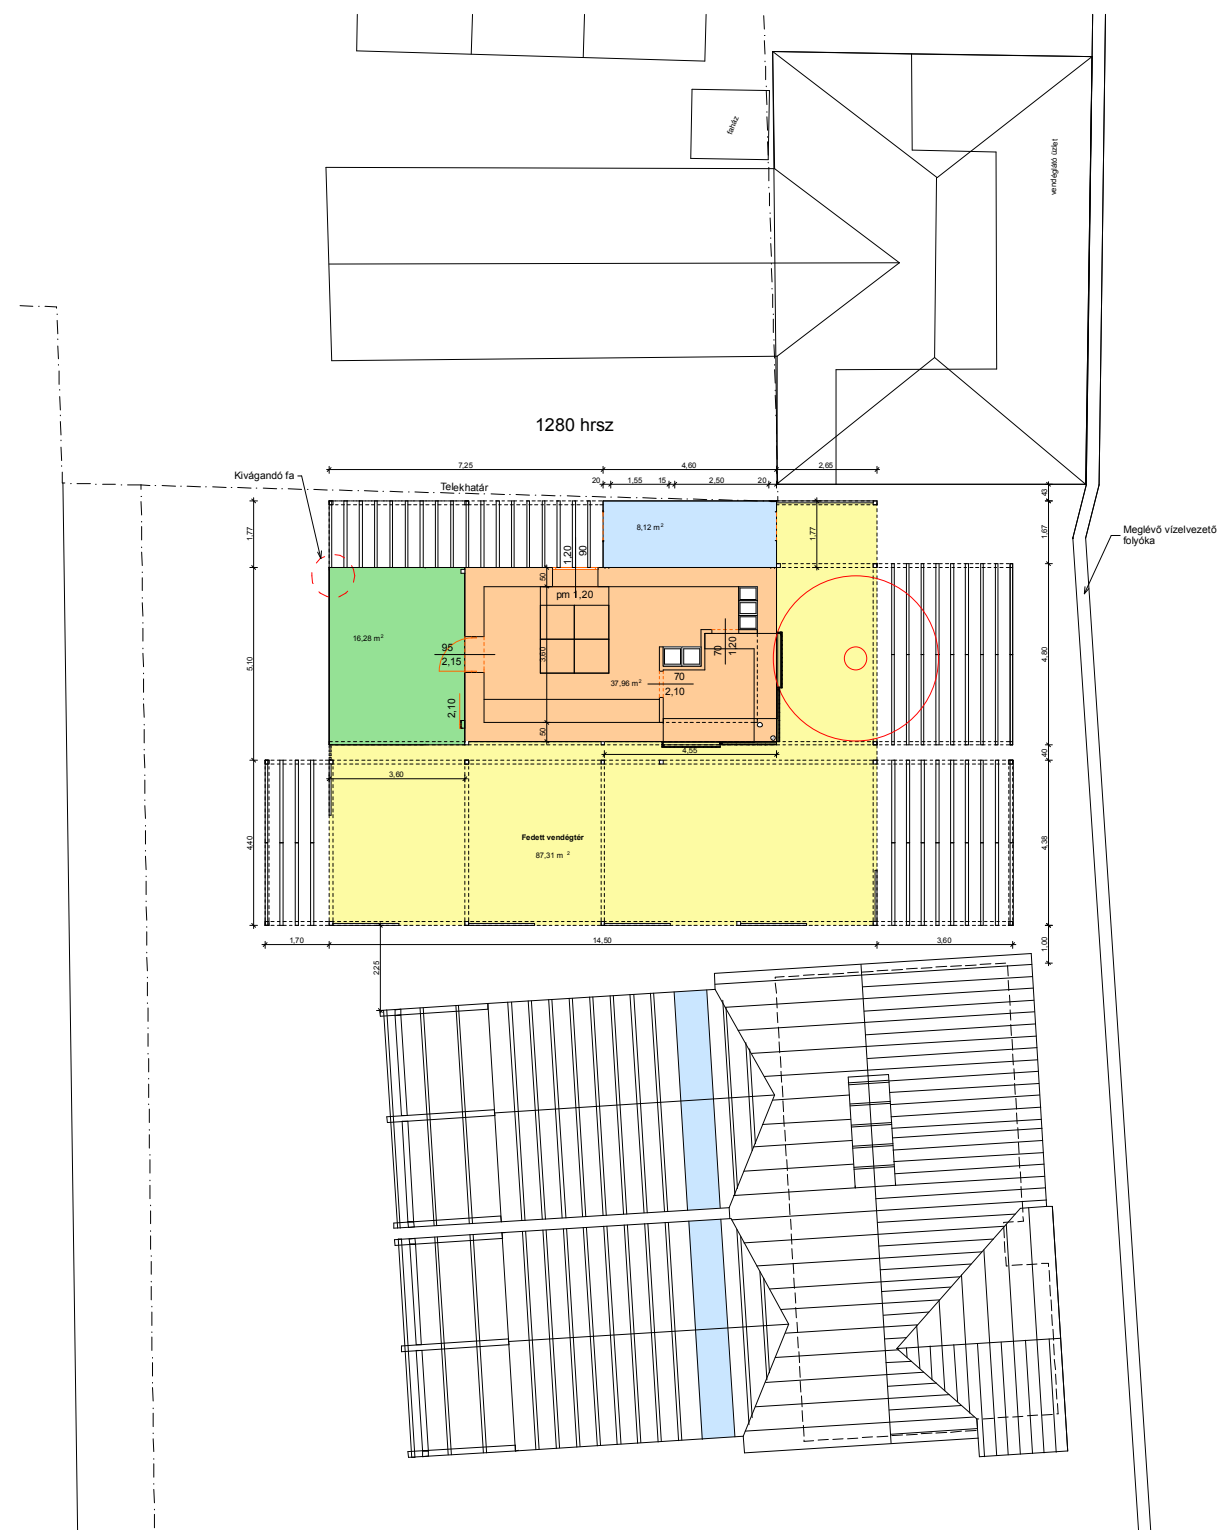 faház
vendéglátó üzlet
1280 hrsz
Kivágandó fa
Telekhatár
7,25
4,60
2,65
20
1,55
15
2,50
20
43
1,77
1,77
1,67
8,12 m²
Meglévő vízelvezető
folyóka
1,20
90
50
pm 1,20
16,28 m²
95
2,15
3,60
70
1,20
5,10
4,80
37,96 m²
70
2,10
2,10
50
4,55
40
3,60
Fedett vendégtér
87,31 m ²
4,40
4,38
1,70
14,50
3,60
1,00
2,25